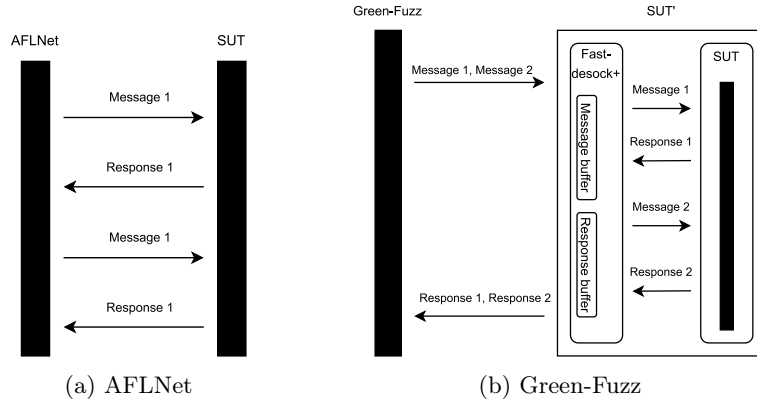 AFLNet
SUT
Message 1
Response 1
Message 1
Response 1
(a) AFLNet
Green-Fuzz
SUT'
Fast-
desock+
SUT
Message 1, Message 2
Message buffer
Response buffer
Message 1
Response 1
Message 2
Response 2
Response 1, Response 2
(b) Green-Fuzz